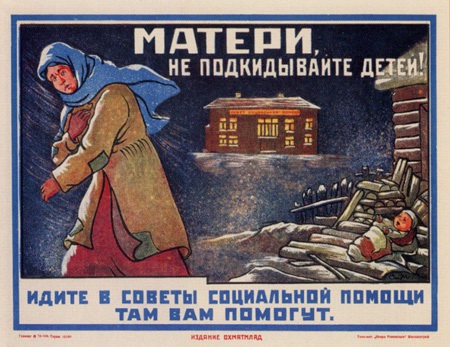 МАТЕРИ,
НЕ ПОДКИДЫВАЙТЕ ДЕТЕЙ!
ИДИТЕ В СОВЕТЫ СОЦИАЛЬНОЙ ПОМОЩИ
ТАМ ВАМ ПОМОГУТ.
ИЗДАНИЕ ОХМАТМЛАД